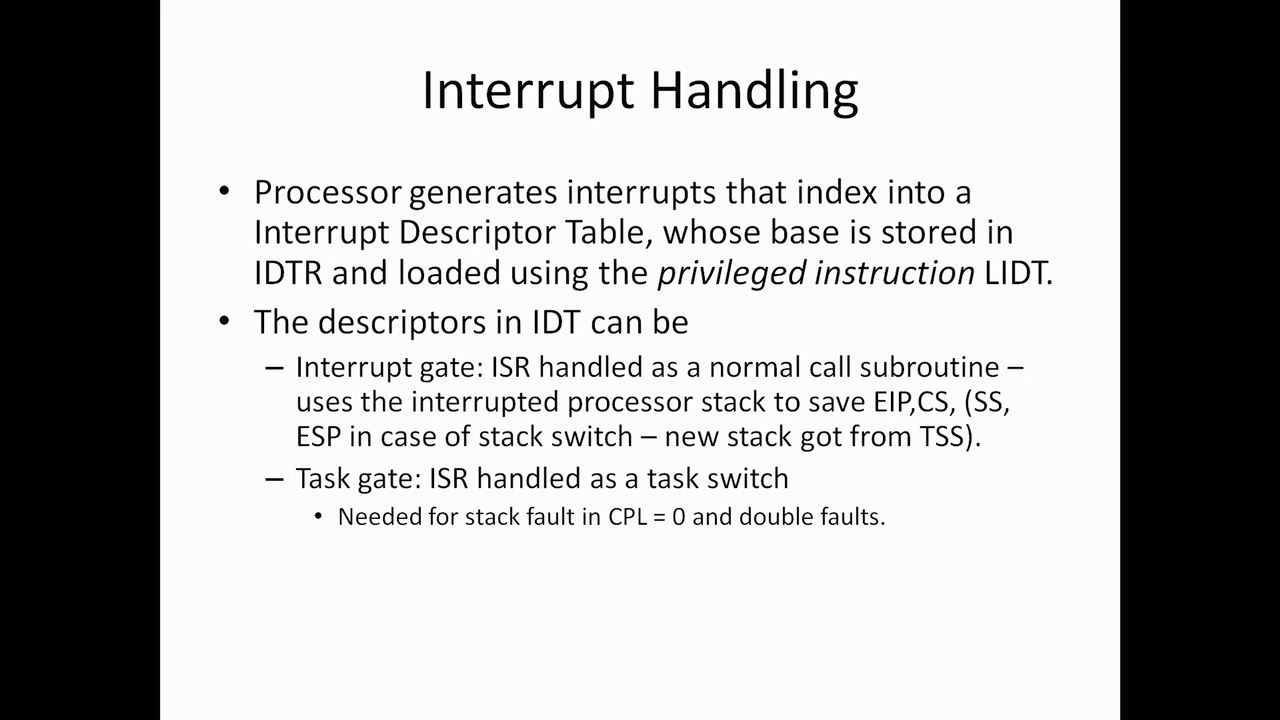 Interrupt Handling
• Processor generates interrupts that index into a
Interrupt Descriptor Table, whose base is stored in
IDTR and loaded using the privileged instruction LIDT.
• The descriptors in IDT can be
– Interrupt gate: ISR handled as a normal call subroutine –
uses the interrupted processor stack to save EIP,CS, (SS,
ESP in case of stack switch – new stack got from TSS).
– Task gate: ISR handled as a task switch
• Needed for stack fault in CPL = 0 and double faults.